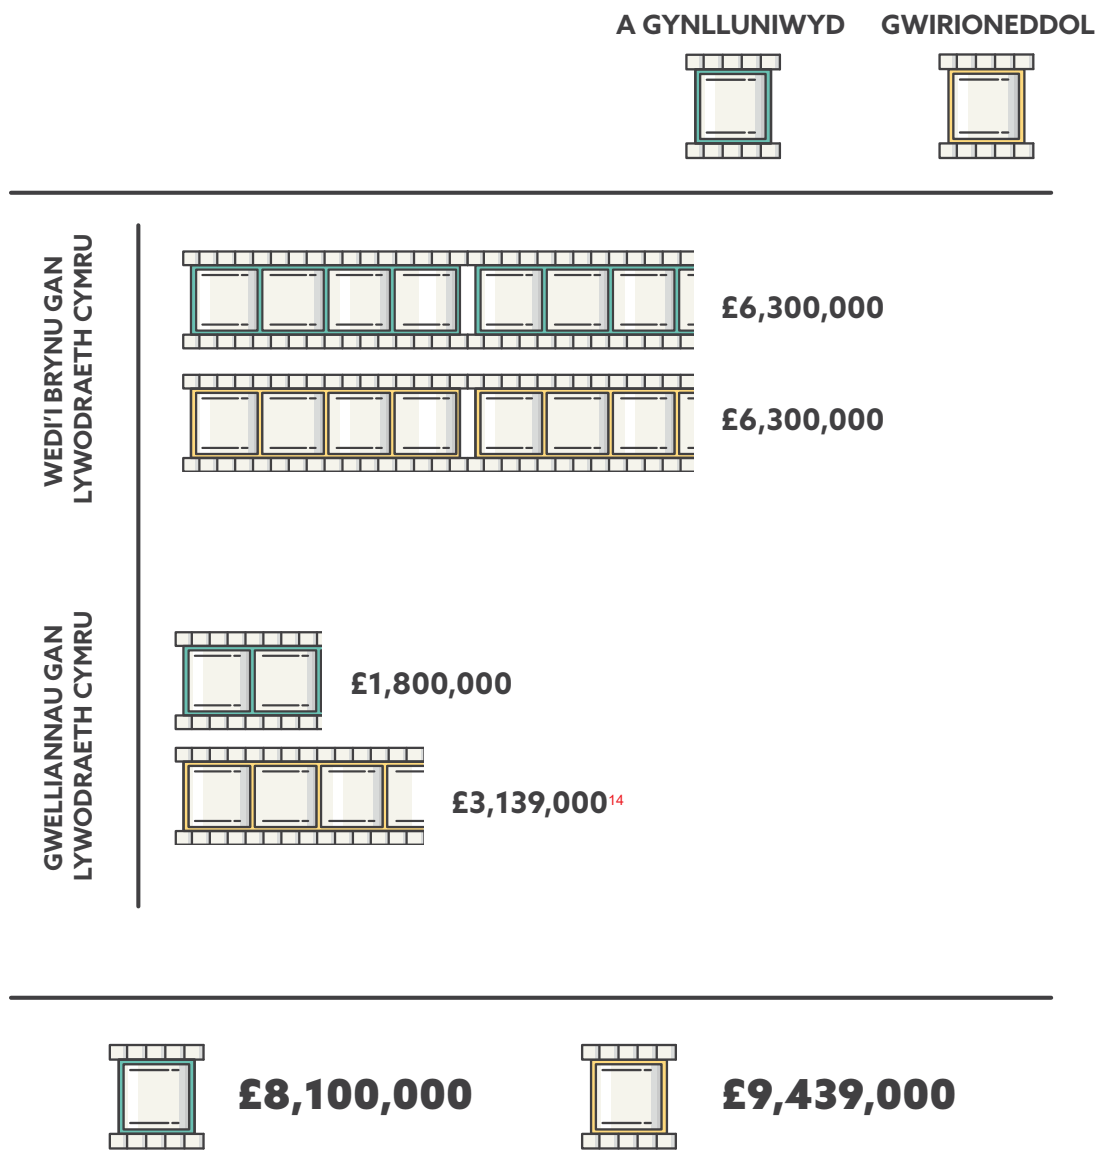 A GYNLLUNIWYD GWIRIONEDDOL
WEDI'I BRYNU GAN
LYWODRAETH CYMRU
£6,300,000
£6,300,000
GWELLIANNAU GAN
LYWODRAETH CYMRU
£1,800,000
£3,139,000¹⁴
£8,100,000 £9,439,000